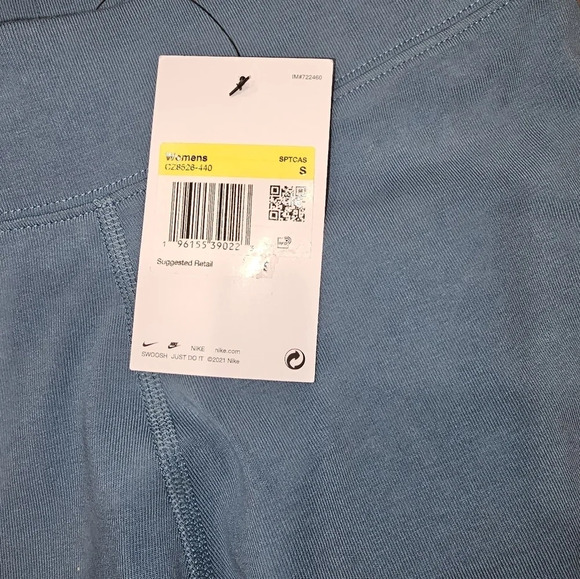 IM#722460
Womens SPTCAS
CZ8526-440 S
1 96155 39022
Suggested Retail
NIKE nike.com
SWOOSH JUST DO IT ©2021 Nike